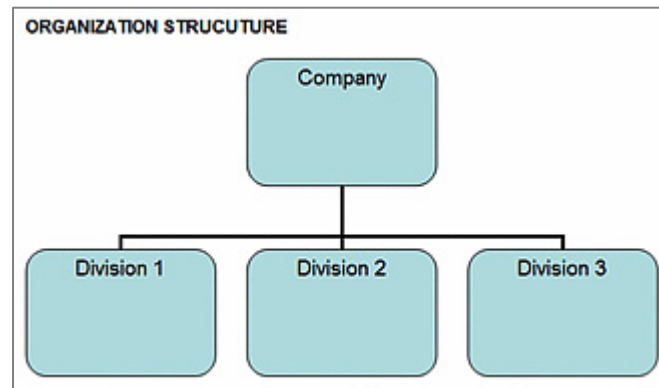 ORGANIZATION STRUCUTURE
Company
Division 1
Division 2
Division 3